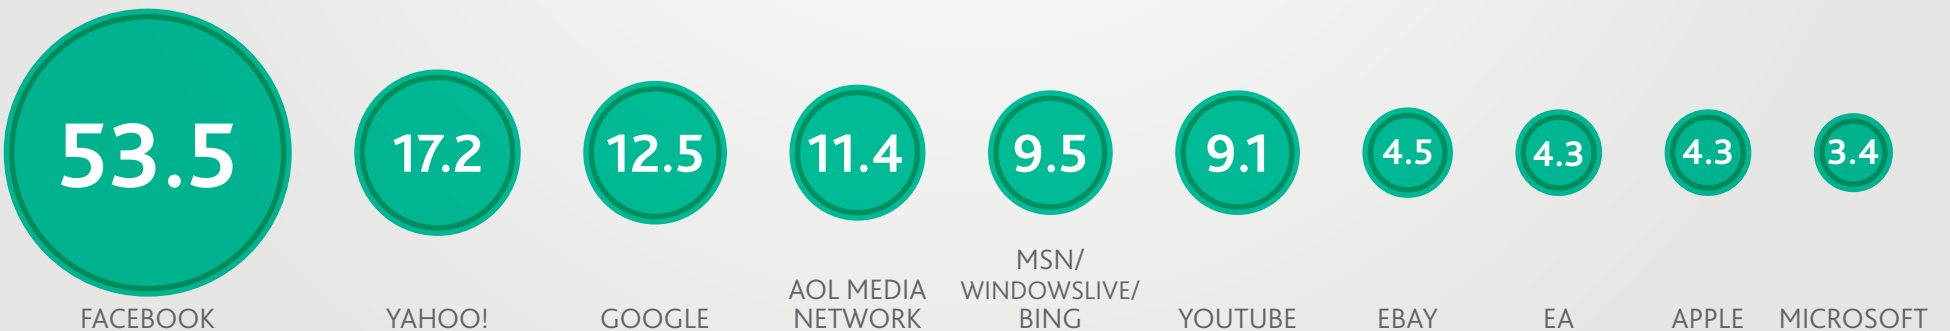 53.5
17.2
12.5
11.4
9.5
9.1
4.5
4.3
4.3
3.4
FACEBOOK
YAHOO!
GOOGLE
AOL MEDIA
NETWORK
MSN/
WINDOWSLIVE/
BING
YOUTUBE
EBAY
EA
APPLE
MICROSOFT